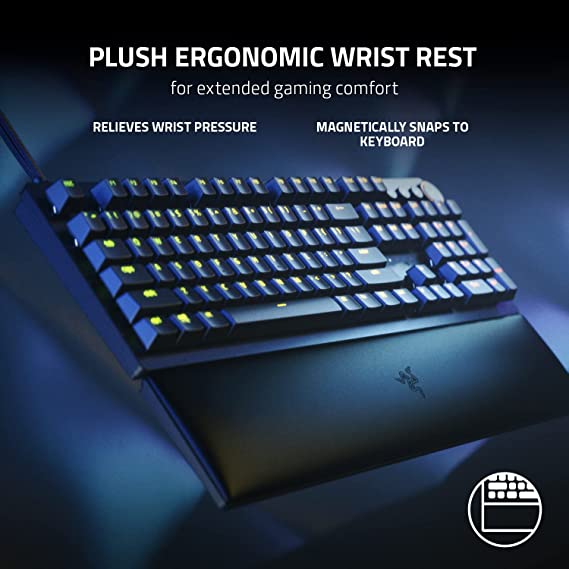 PLUSH ERGONOMIC WRIST REST
for extended gaming comfort
RELIEVES WRIST PRESSURE
MAGNETICALLY SNAPS TO
KEYBOARD